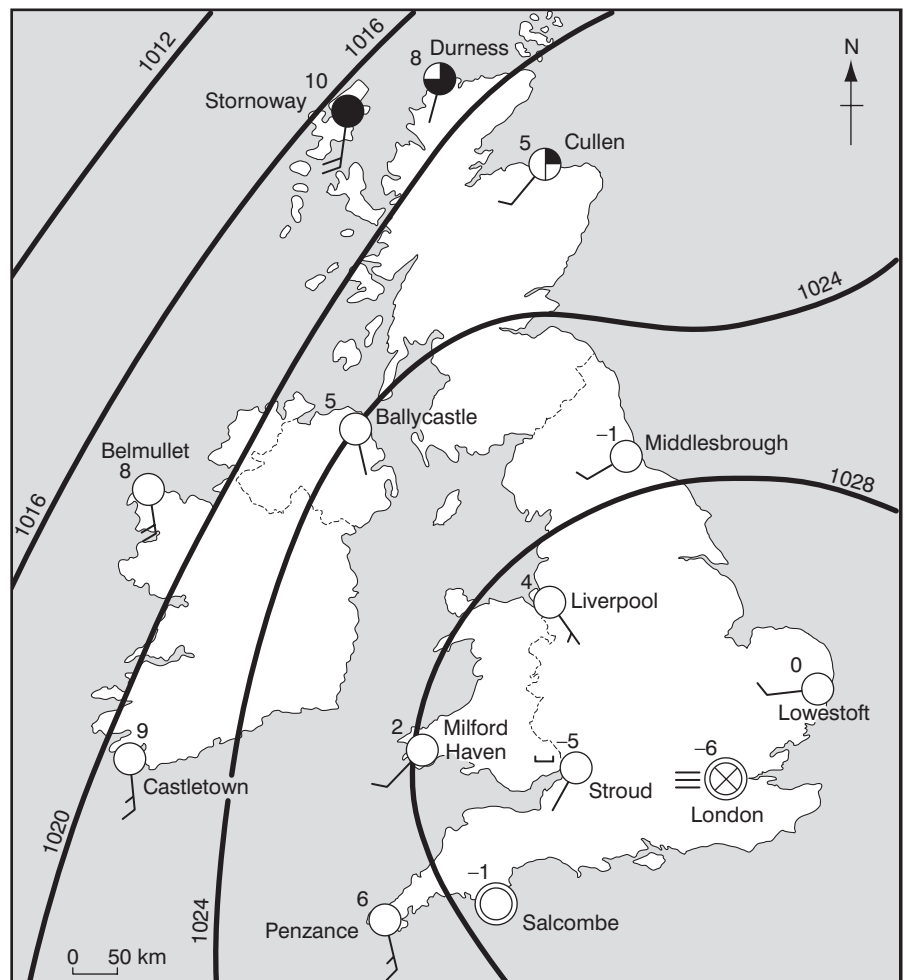 1012
1016
8 Durness
N
10
Stornoway
5 Cullen
1024
5
Ballycastle
Belmullet
8
−1 Middlesbrough
1028
1016
4
Liverpool
0
Lowestoft
9
2 Milford
Haven
−5
−6
Castletown
Stroud
London
1020
−1
6
1024
Salcombe
Penzance
0 50 km